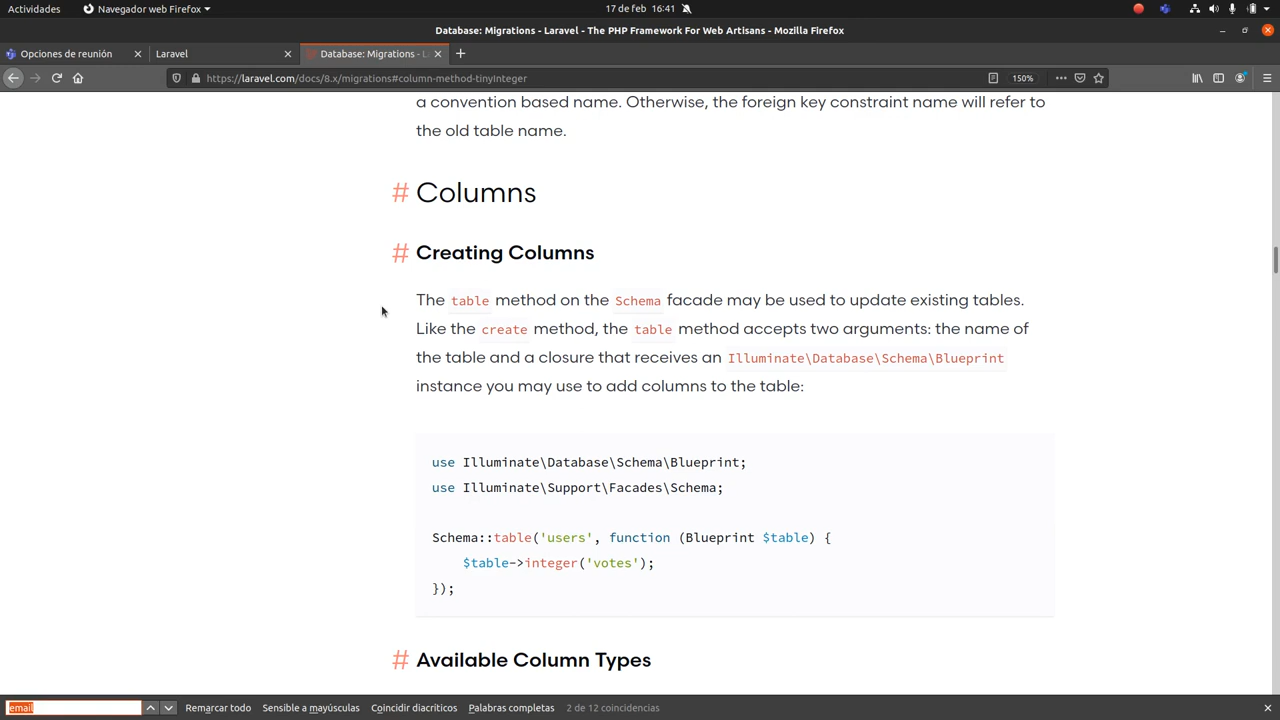 Actividades
Navegador web Firefox
17 de feb 16:41
Database: Migrations - Laravel - The PHP Framework For Web Artisans - Mozilla Firefox
Opciones de reunión
Laravel
Database: Migrations - L
https://laravel.com/docs/8.x/migrations#column-method-tinyInteger
150%
a convention based name. Otherwise, the foreign key constraint name will refer to
the old table name.
# Columns
# Creating Columns
The table method on the Schema facade may be used to update existing tables.
Like the create method, the table method accepts two arguments: the name of
the table and a closure that receives an Illuminate\Database\Schema\Blueprint
instance you may use to add columns to the table:
use Illuminate\Database\Schema\Blueprint;
use Illuminate\Support\Facades\Schema;
Schema::table('users', function (Blueprint $table) {
$table->integer('votes');
});
# Available Column Types
email
Remarcar todo
Sensible a mayúsculas
Coincidir diacríticos
Palabras completas
2 de 12 coincidencias